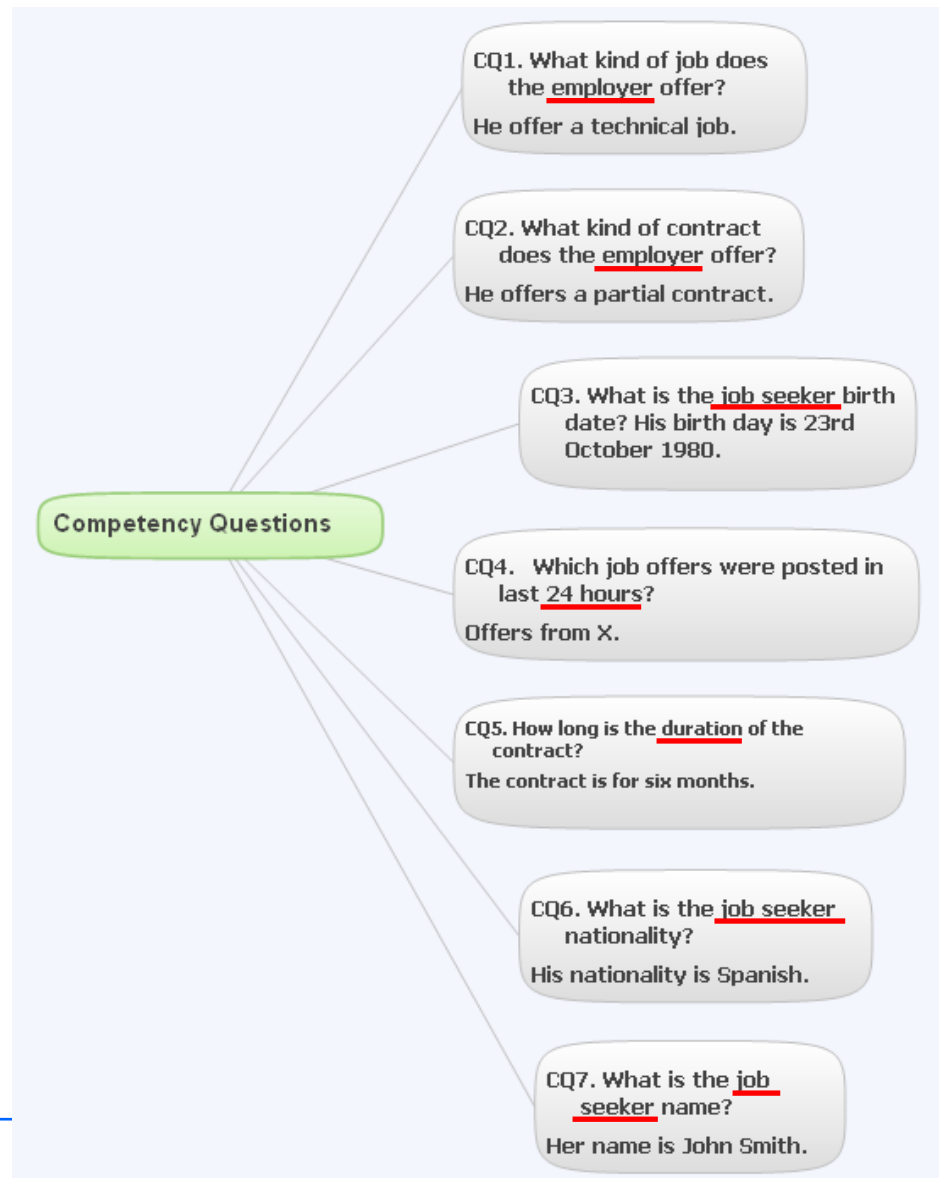 CQ1. What kind of job does
the employer offer?
He offer a technical job.
CQ2. What kind of contract
does the employer offer?
He offers a partial contract.
CQ3. What is the job seeker birth
date? His birth day is 23rd
October 1980.
Competency Questions
CQ4. Which job offers were posted in
last 24 hours?
Offers from X.
CQ5. How long is the duration of the
contract?
The contract is for six months.
CQ6. What is the job seeker
nationality?
His nationality is Spanish.
CQ7. What is the job
seeker name?
Her name is John Smith.